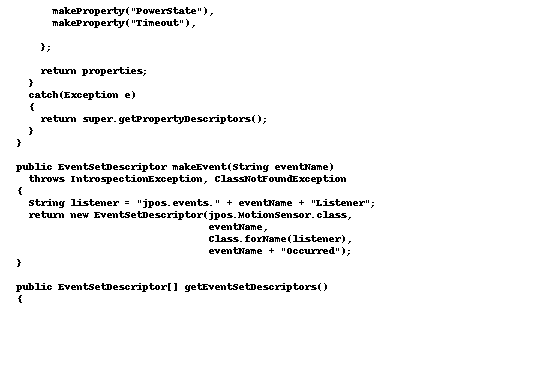 makeProperty("PowerState"),
makeProperty("Timeout"),
};
return properties;
}
catch(Exception e)
{
return super.getPropertyDescriptors();
}
}
public EventSetDescriptor makeEvent(String eventName)
throws IntrospectionException, ClassNotFoundException
{
String listener = "jpos.events." + eventName + "Listener";
return new EventSetDescriptor(jpos.MotionSensor.class,
eventName,
Class.forName(listener),
eventName + "Occurred");
}
public EventSetDescriptor[] getEventSetDescriptors()
{